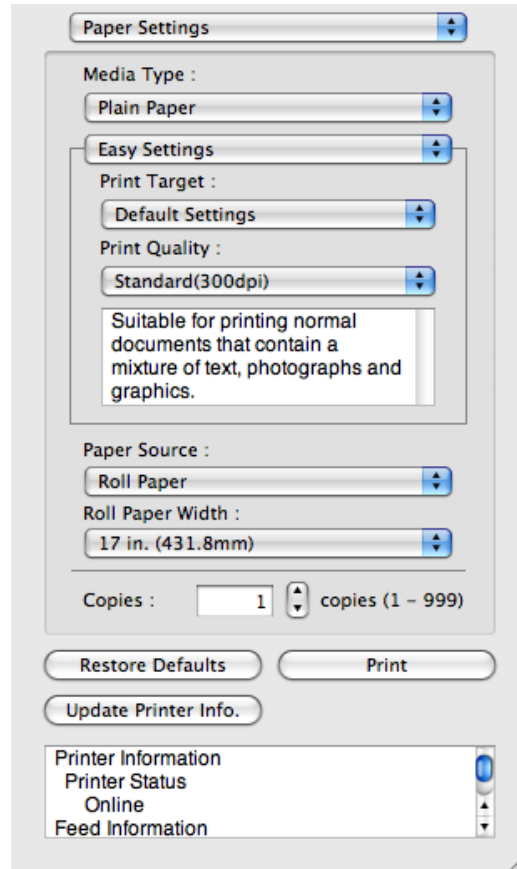 Paper Settings
Media Type :
Plain Paper
Easy Settings
Print Target :
Default Settings
Print Quality :
Standard(300dpi)
Suitable for printing normal
documents that contain a
mixture of text, photographs and
graphics.
Paper Source :
Roll Paper
Roll Paper Width :
17 in. (431.8mm)
Copies : 1 copies (1 – 999)
Restore Defaults Print
Update Printer Info.
Printer Information
Printer Status
Online
Feed Information